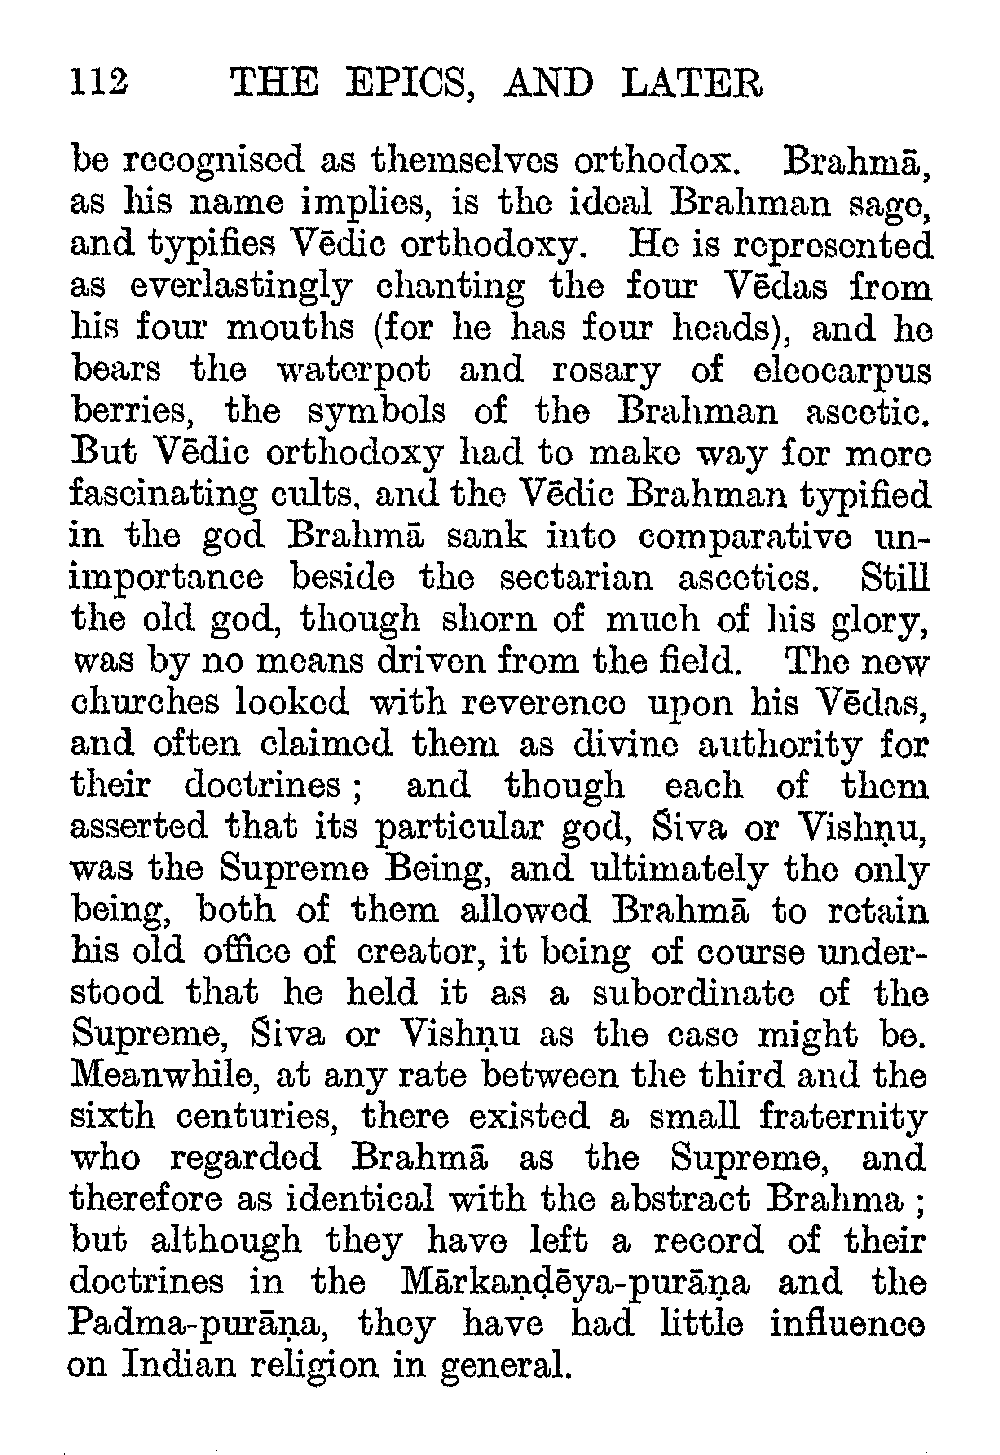 112 THE EPICS, AND LATER
be recognised as themselves orthodox. Brahmā,
as his name implies, is the ideal Brahman sage,
and typifies Vēdic orthodoxy. He is represented
as everlastingly chanting the four Vēdas from
his four mouths (for he has four heads), and he
bears the waterpot and rosary of eleocarpus
berries, the symbols of the Brahman ascetic.
But Vēdic orthodoxy had to make way for more
fascinating cults, and the Vēdic Brahman typified
in the god Brahmā sank into comparative un-
importance beside the sectarian ascetics. Still
the old god, though shorn of much of his glory,
was by no means driven from the field. The new
churches looked with reverence upon his Vēdas,
and often claimed them as divine authority for
their doctrines ; and though each of them
asserted that its particular god, Śiva or Vishṇu,
was the Supreme Being, and ultimately the only
being, both of them allowed Brahmā to retain
his old office of creator, it being of course under-
stood that he held it as a subordinate of the
Supreme, Śiva or Vishṇu as the case might be.
Meanwhile, at any rate between the third and the
sixth centuries, there existed a small fraternity
who regarded Brahmā as the Supreme, and
therefore as identical with the abstract Brahma ;
but although they have left a record of their
doctrines in the Mārkaṇḍēya-purāṇa and the
Padma-purāṇa, they have had little influence
on Indian religion in general.